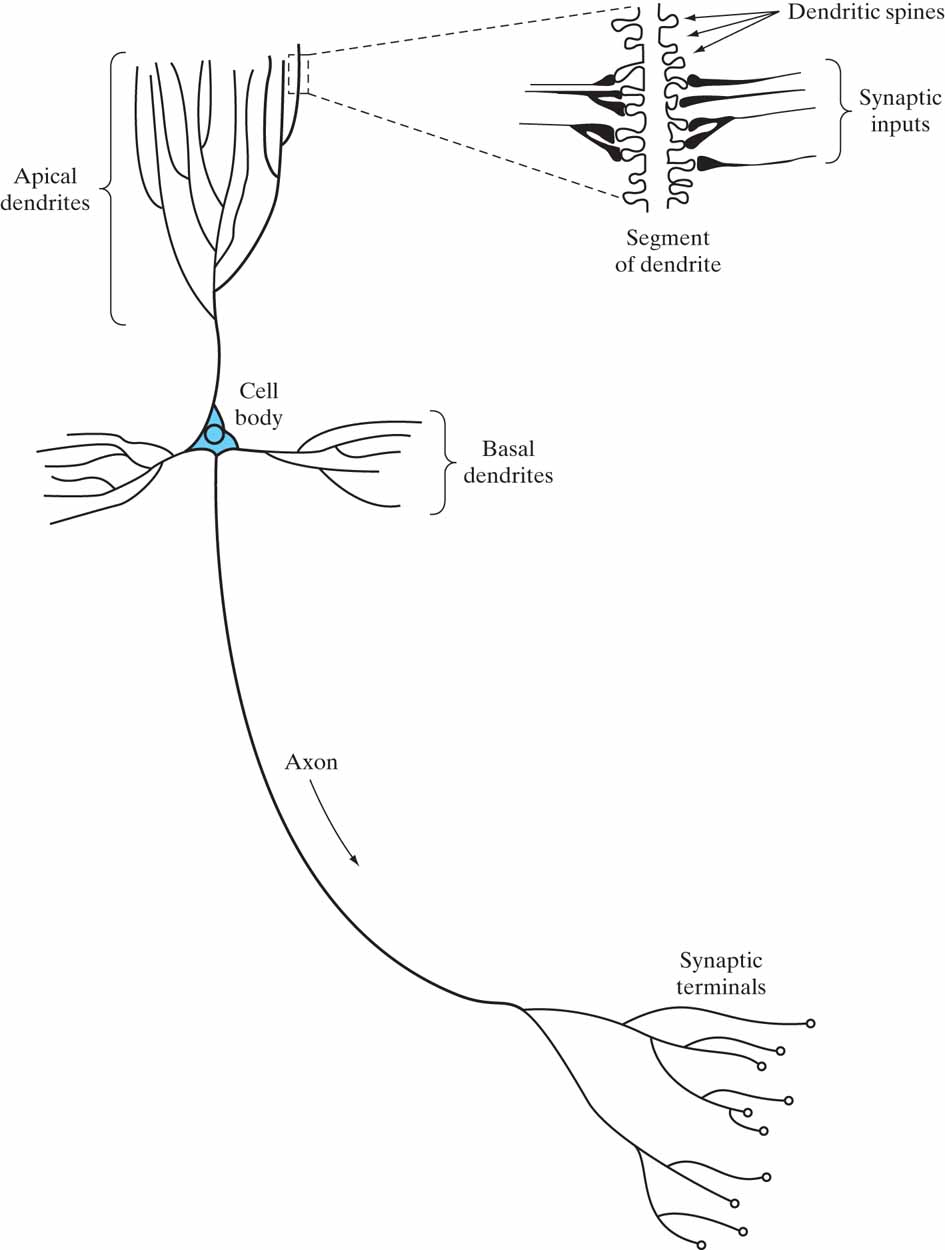 Dendritic spines
Synaptic
inputs
Segment
of dendrite
Apical
dendrites
Cell
body
Basal
dendrites
Axon
Synaptic
terminals